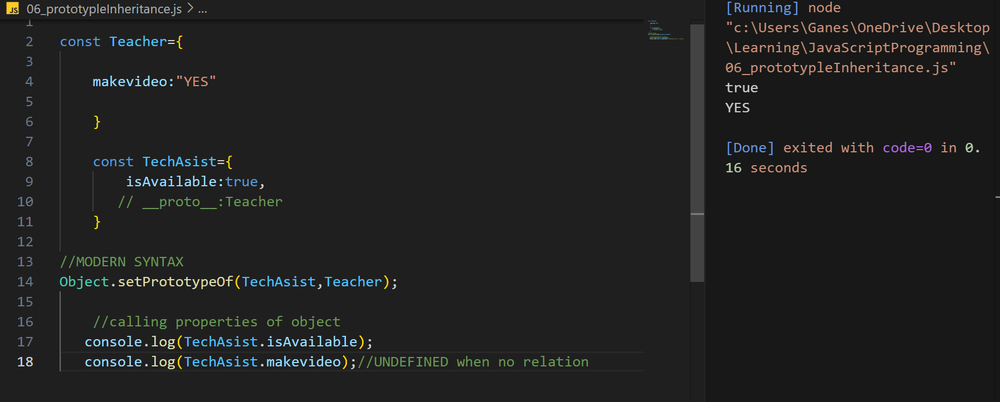 JS 06_prototypleInheritance.js > ...
1
2 const Teacher={
3
4 makevideo:"YES"
5
6 }
7
8 const TechAsist={
9 isAvailable:true,
10 // __proto__:Teacher
11 }
12
13 //MODERN SYNTAX
14 Object.setPrototypeOf(TechAsist,Teacher);
15
16 //calling properties of object
17 console.log(TechAsist.isAvailable);
18 console.log(TechAsist.makevideo);//UNDEFINED when no relation
[Running] node
"c:\Users\Ganes\OneDrive\Desktop
\Learning\JavaScriptProgramming\
06_prototypleInheritance.js"
true
YES
[Done] exited with code=0 in 0.
16 seconds